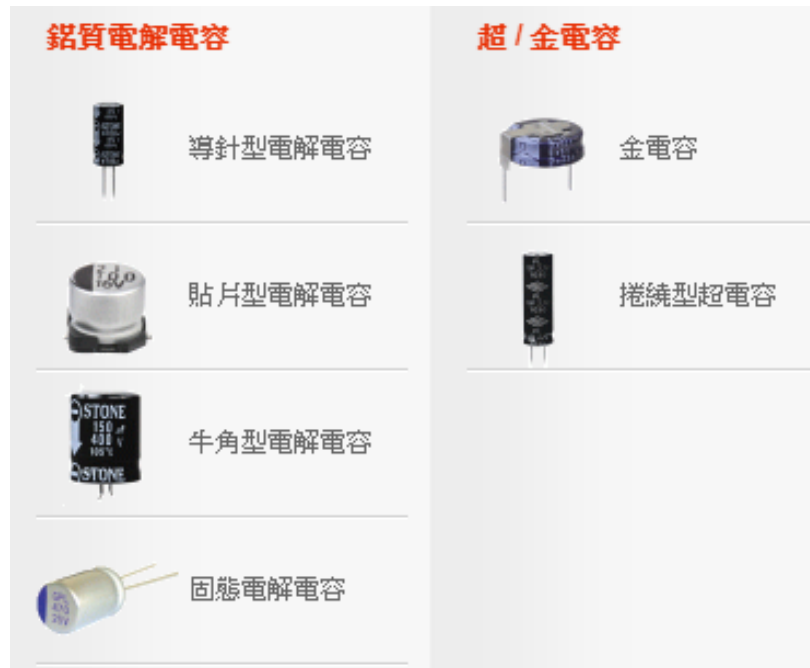 鋁質電解電容
導針型電解電容
貼片型電解電容
STONE
150
400 V
105℃
STONE
牛角型電解電容
固態電解電容
超 / 金電容
金電容
捲繞型超電容